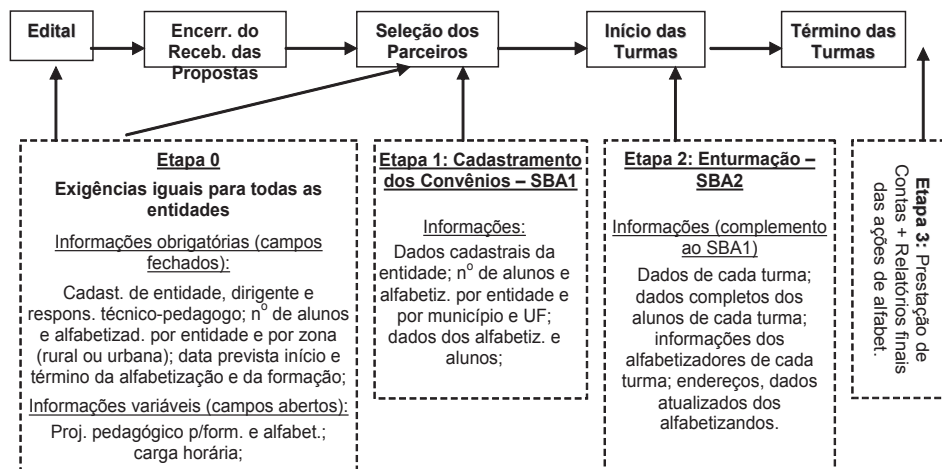 Edital
Encerr. do
Receb. das
Propostas
Seleção dos
Parceiros
Início das
Turmas
Término das
Turmas
Etapa 0
Exigências iguais para todas as
entidades
Informações obrigatórias (campos
fechados):
Cadast. de entidade, dirigente e
respons. técnico-pedagogo; nº de alunos
e alfabetizad. por entidade e por zona
(rural ou urbana); data prevista início e
término da alfabetização e da formação;
Informações variáveis (campos abertos):
Proj. pedagógico p/form. e alfabet.;
carga horária;
Etapa 1: Cadastramento
dos Convênios – SBA1
Informações:
Dados cadastrais da
entidade; nº de alunos e
alfabetiz. por entidade e
por município e UF;
dados dos alfabetiz. e
alunos;
Etapa 2: Enturmação –
SBA2
Informações (complemento
ao SBA1)
Dados de cada turma;
dados completos dos
alunos de cada turma;
informações dos
alfabetizadores de cada
turma; endereços, dados
atualizados dos
alfabetizandos.
Etapa 3: Prestação de
Contas + Relatórios finais
das ações de alfabet.